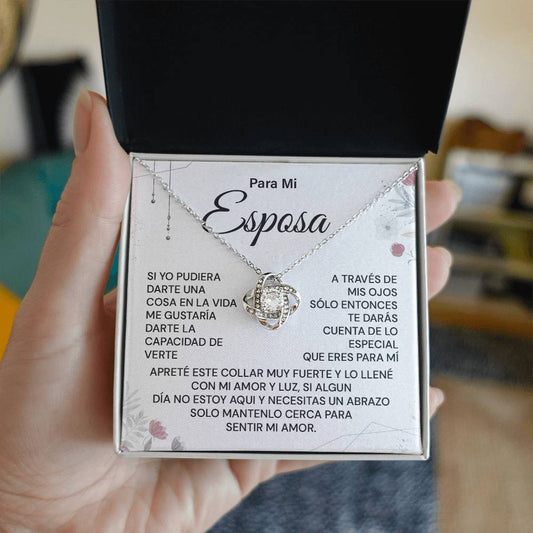 Para Mi
Esposa
SI YO PUDIERA
DARTE UNA
COSA EN LA VIDA
ME GUSTARÍA
DARTE LA
CAPACIDAD DE
VERTE
A TRAVÉS DE
MIS OJOS
SÓLO ENTONCES
TE DARÁS
CUENTA DE LO
ESPECIAL
QUE ERES PARA MÍ
APRETÉ ESTE COLLAR MUY FUERTE Y LO LLENÉ
CON MI AMOR Y LUZ, SI ALGUN
DÍA NO ESTOY AQUI Y NECESITAS UN ABRAZO
SOLO MANTENLO CERCA PARA
SENTIR MI AMOR.